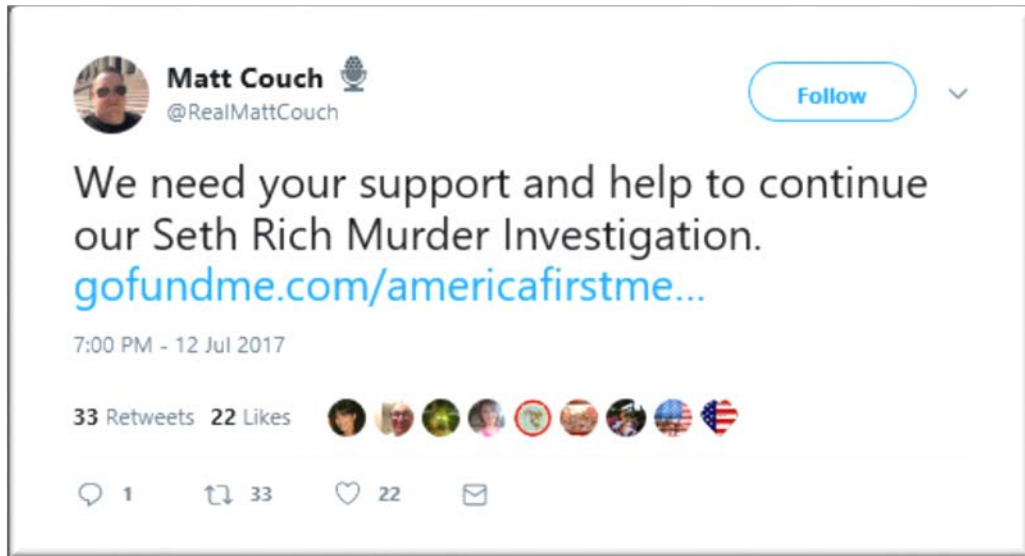 Matt Couch
@RealMattCouch
Follow
We need your support and help to continue
our Seth Rich Murder Investigation.
gofundme.com/americafirstme...
7:00 PM - 12 Jul 2017
33 Retweets 22 Likes
1 33 22